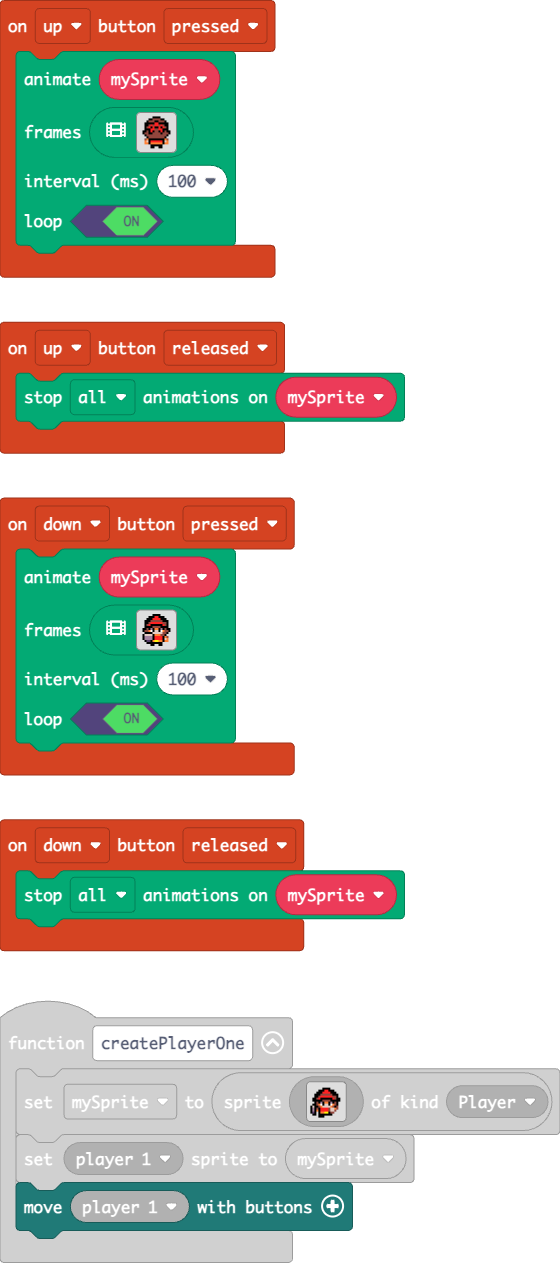 on up button pressed
animate mySprite
frames
interval (ms) 100
loop ON
on up button released
stop all animations on mySprite
on down button pressed
animate mySprite
frames
interval (ms) 100
loop ON
on down button released
stop all animations on mySprite
function createPlayerOne
set mySprite to sprite of kind Player
set player 1 sprite to mySprite
move player 1 with buttons